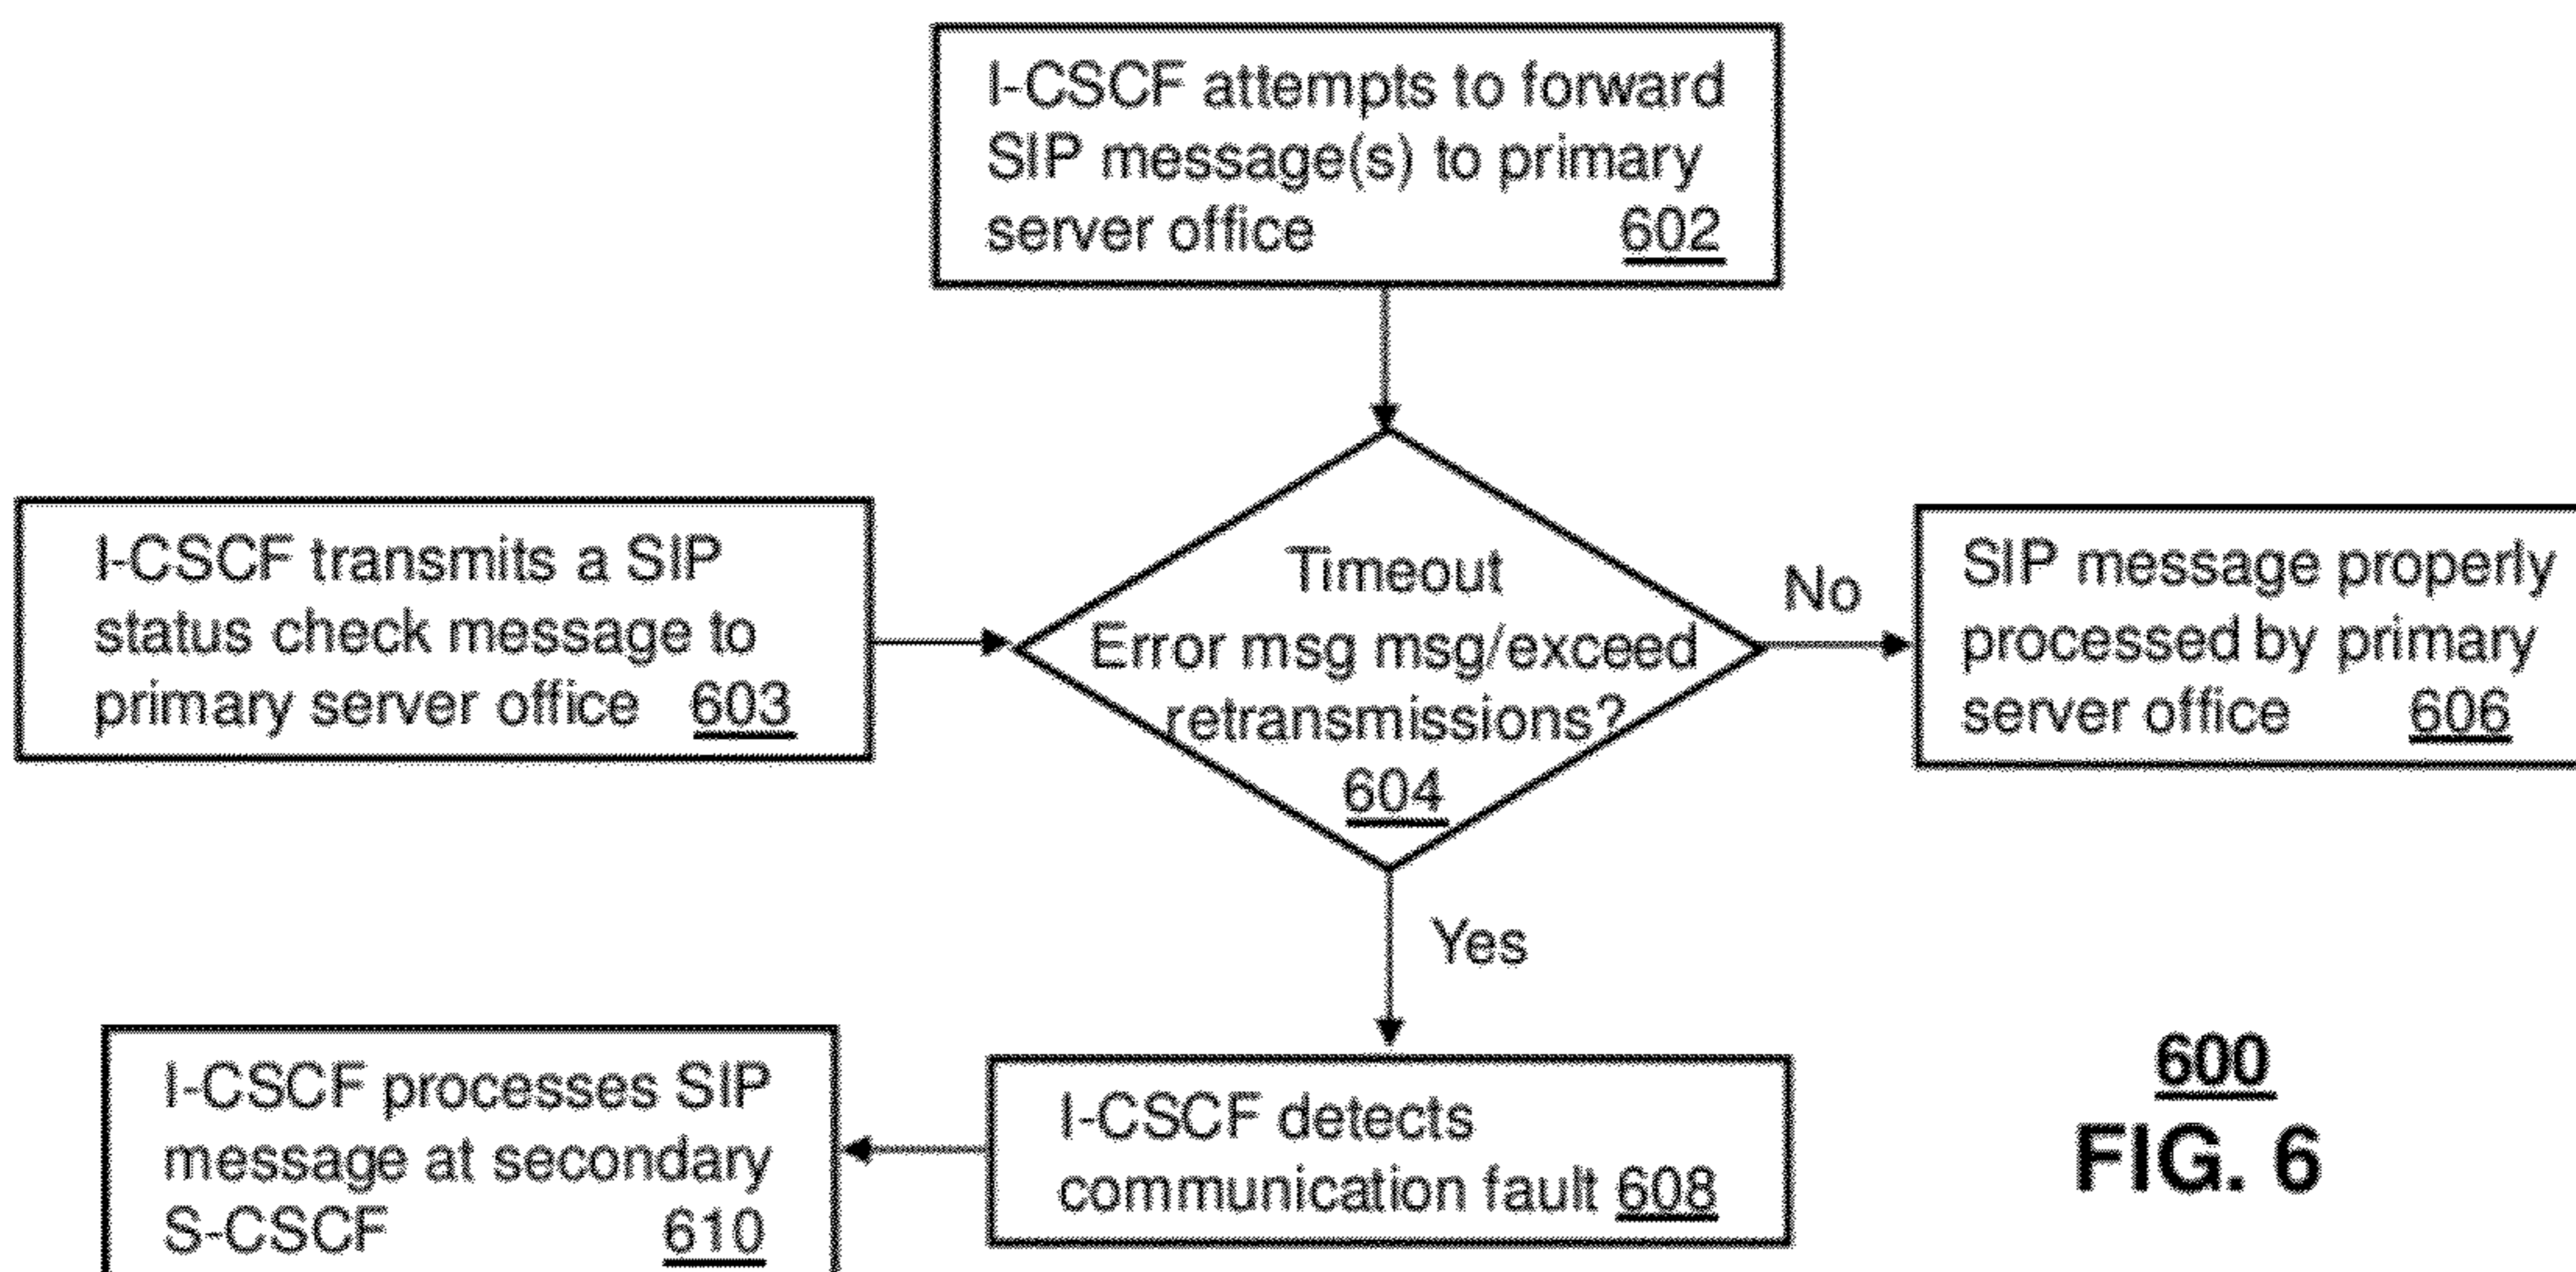 I-CSCF attempts to forward
SIP message(s) to primary
server office 602
I-CSCF transmits a SIP
status check message to
primary server office 603
Timeout
Error msg msg/exceed
retransmissions?
604
No
SIP message properly
processed by primary
server office 606
Yes
I-CSCF processes SIP
message at secondary
S-CSCF 610
I-CSCF detects
communication fault 608
600
FIG. 6